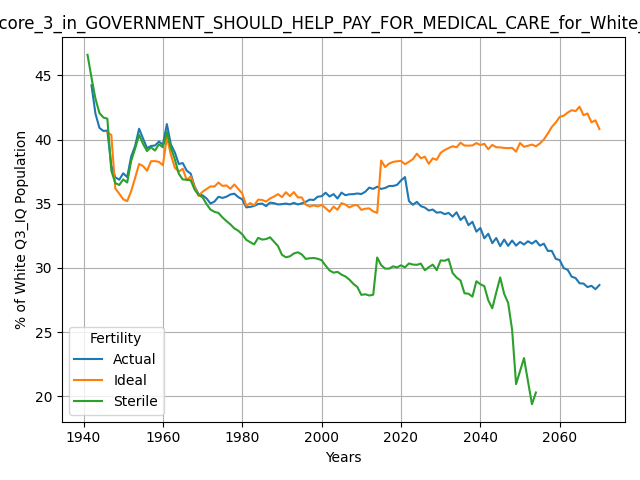 core_3_in_GOVERNMENT_SHOULD_HELP_PAY_FOR_MEDICAL_CARE_for_White_
45
40
35
30
25
20
% of White Q3_IQ Population
Fertility
Actual
Ideal
Sterile
1940 1960 1980 2000 2020 2040 2060
Years